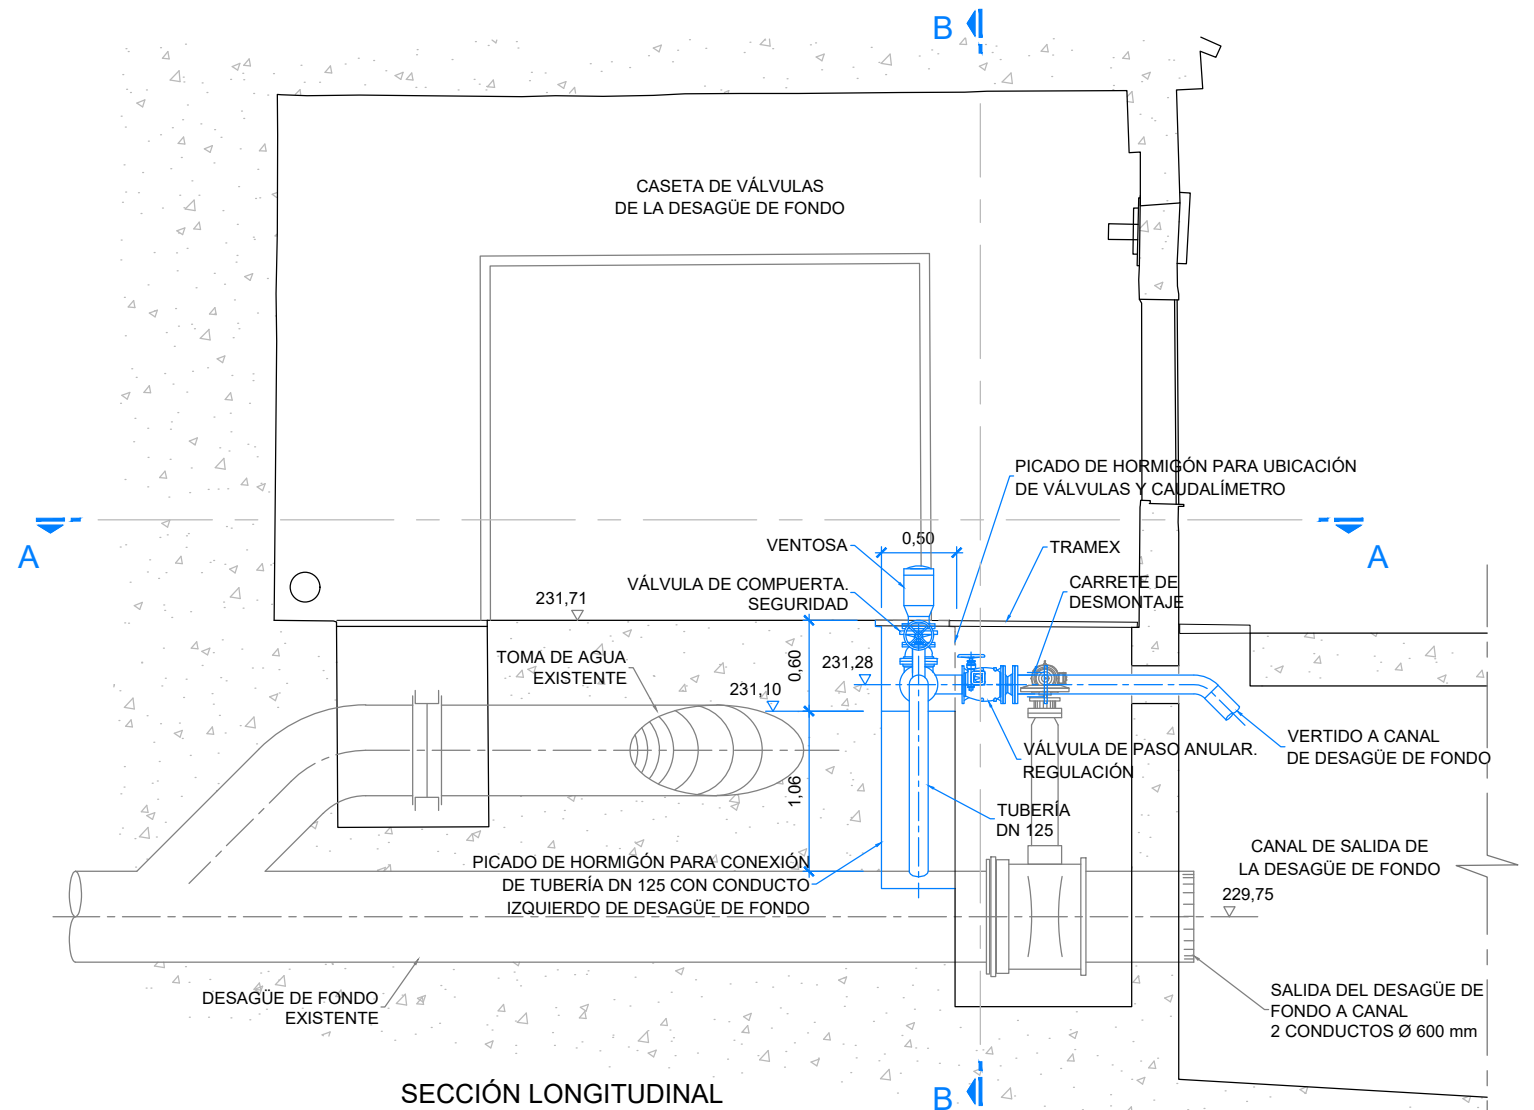 B
CASETA DE VÁLVULAS
DE LA DESAGÜE DE FONDO
PICADO DE HORMIGÓN PARA UBICACIÓN
DE VÁLVULAS Y CAUDALÍMETRO
A
A
VENTOSA
0,50
TRAMEX
VÁLVULA DE COMPUERTA.
SEGURIDAD
CARRETE DE
DESMONTAJE
231,71
TOMA DE AGUA
EXISTENTE
0,60
231,28
231,10
VÁLVULA DE PASO ANULAR.
REGULACIÓN
VERTIDO A CANAL
DE DESAGÜE DE FONDO
1,06
TUBERÍA
DN 125
PICADO DE HORMIGÓN PARA CONEXIÓN
DE TUBERÍA DN 125 CON CONDUCTO
IZQUIERDO DE DESAGÜE DE FONDO
CANAL DE SALIDA DE
LA DESAGÜE DE FONDO
229,75
DESAGÜE DE FONDO
EXISTENTE
SALIDA DEL DESAGÜE DE
FONDO A CANAL
2 CONDUCTOS Ø 600 mm
SECCIÓN LONGITUDINAL
B